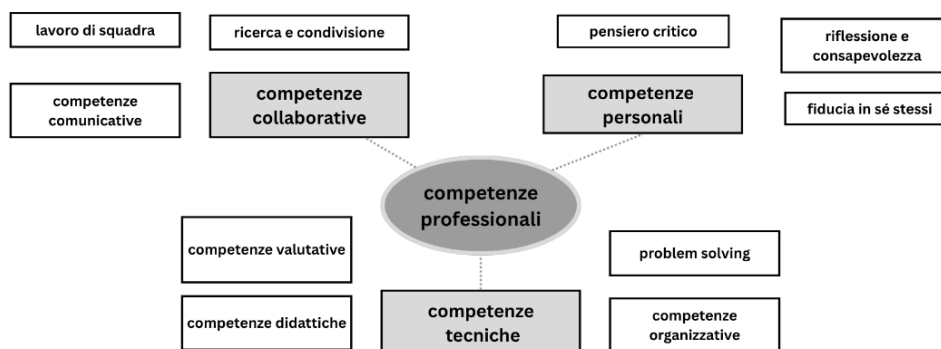 lavoro di squadra
ricerca e condivisione
pensiero critico
riflessione e
consapevolezza
competenze
comunicative
competenze
collaborative
competenze
personali
fiducia in sé stessi
competenze
professionali
competenze valutative
problem solving
competenze didattiche
competenze
tecniche
competenze
organizzative